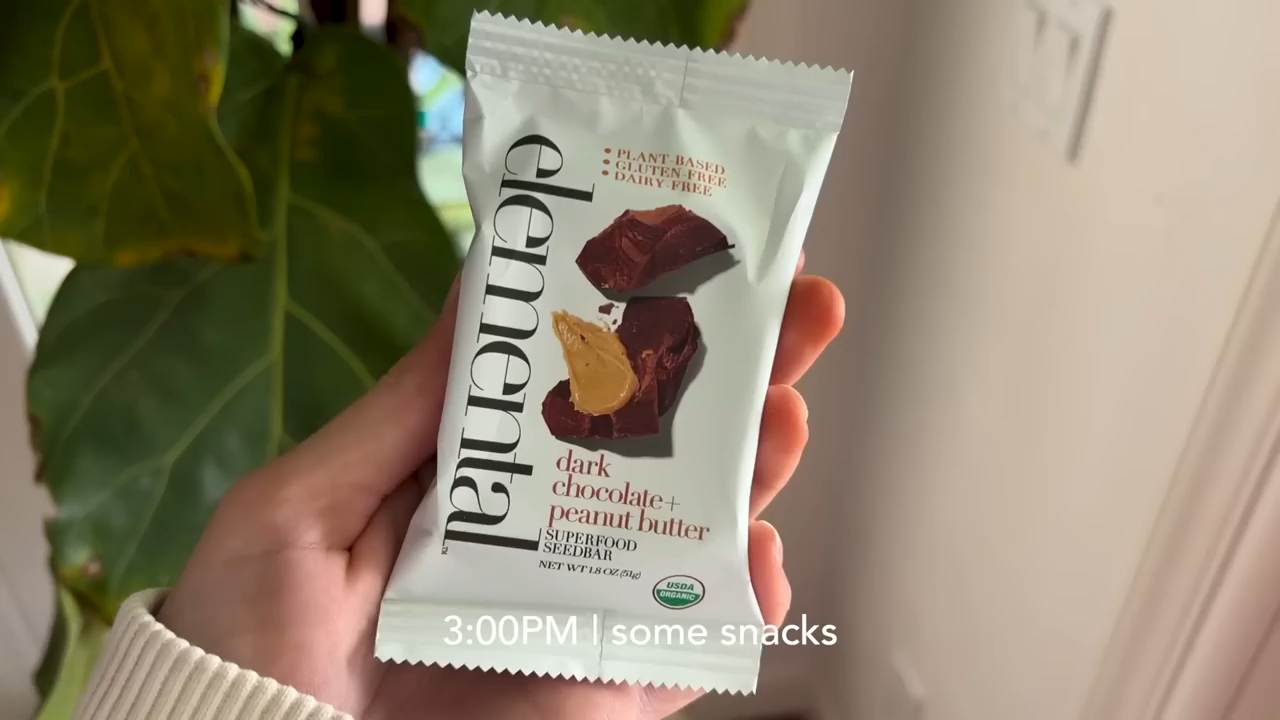 elemental™
PLANT-BASED
GLUTEN-FREE
DAIRY-FREE
dark
chocolate+
peanut butter
SUPERFOOD
SEEDBAR
NET WT 1.8 OZ (51g)
USDA
ORGANIC
3:00PM | some snacks